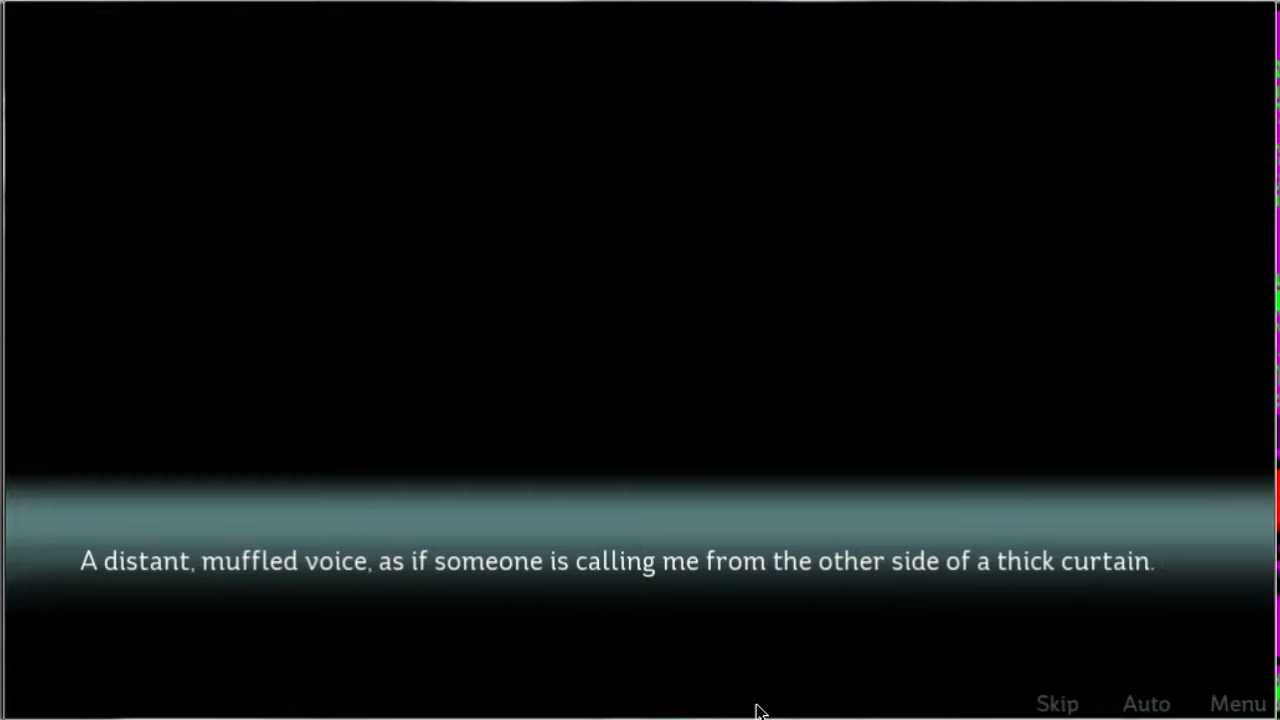 A distant, muffled voice, as if someone is calling me from the other side of a thick curtain.
Skip Auto Menu